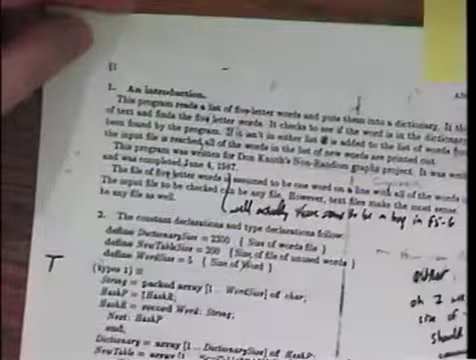 §1
1. An introduction.
This program reads a list of five-letter words and puts them into a dictionary. It
of text and finds the five letter words. It checks to see if the word is in the dictionary
been found by the program. If it isn't in either list it is added to the list of words
the input file is reached, all of the words in the list of new words are printed out.
This program was written for Don Knuth's Non-Random graphs project. It was
and was completed June 4, 1987.
The file of five letter words is assumed to be one word on a line with all of the words
The input file to be checked can be any file. However, text files make the most sense.
be any file as well.
well actually there seems to be a bug in
2. The constant declarations and type declarations follow:
define DictionarySize = 2300 { Size of words file }
define NewTableSize = 200 { Size of file of unused words }
define WordSize = 5 { Size of Word }
T
⟨types 1⟩ ≡
String = packed array [1 .. WordSize] of char;
HashP = ↑HashR;
HashR = record Word: String;
Next: HashP
end;
Dictionary = array [1 .. DictionarySize] of HashP;
NewTable = array
other
oh I
size of
should